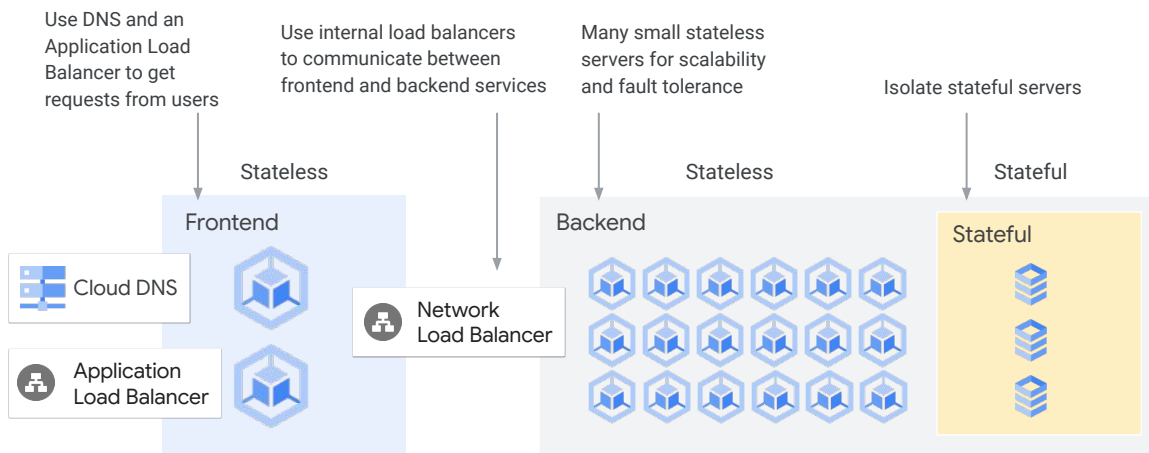 Use DNS and an
Application Load
Balancer to get
requests from users
Use internal load balancers
to communicate between
frontend and backend services
Many small stateless
servers for scalability
and fault tolerance
Isolate stateful servers
Stateless
Stateless
Stateful
Frontend
Backend
Stateful
Cloud DNS
Network
Load Balancer
Application
Load Balancer